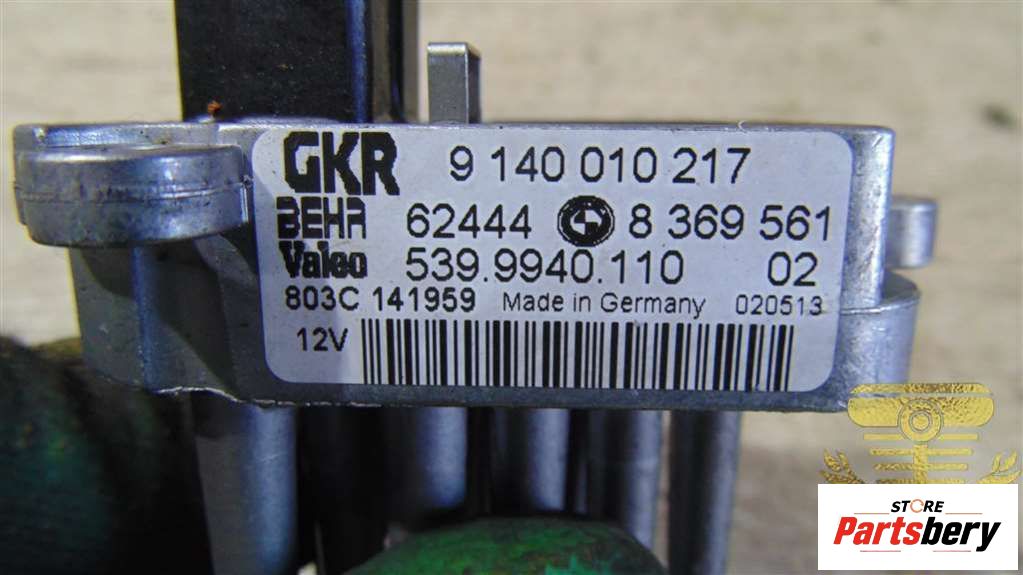 GKR 9 140 010 217
BEHR 62444 8 369 561
Valeo 539.9940.110 02
803C 141959 Made in Germany 020513
12V
STORE
Partsbery